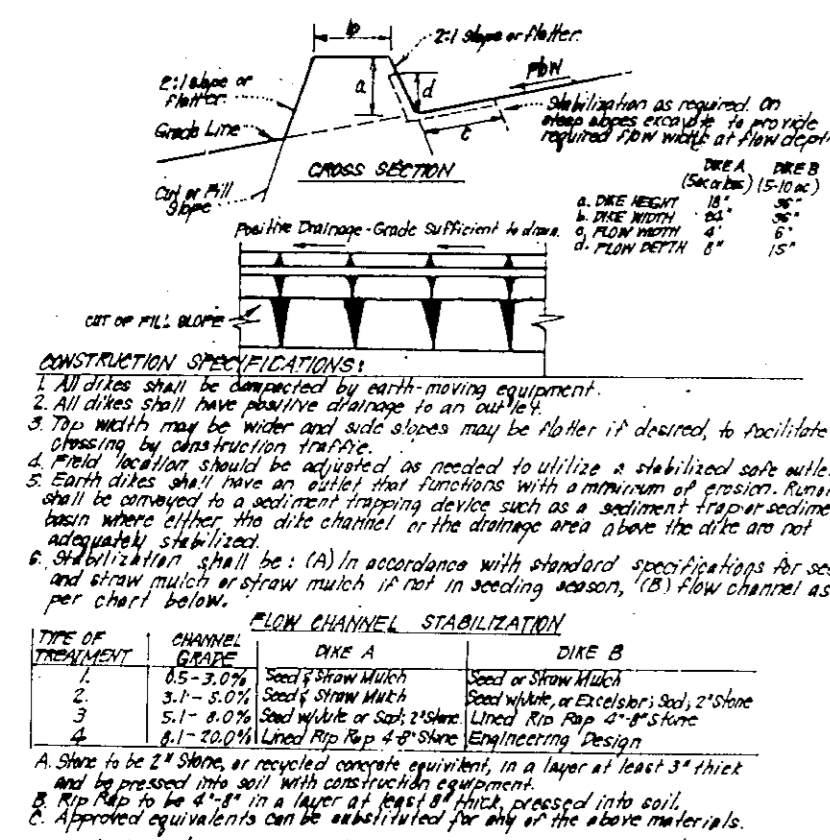 b
2:1 slope or flatter.
Flow
2:1 slope or
flatter.
a
d
Grade Line
Stabilization as required. On
steep slopes excavate to provide
required flow width at flow depth
c
CROSS SECTION
Cut or Fill
Slope
DIKE A DIKE B
(5-10 ac)
a. DIKE HEIGHT 18" 36"
b. DIKE WIDTH 24" 36"
c. FLOW WIDTH 4' 6'
d. FLOW DEPTH 8" 15"
Positive Drainage-Grade Sufficient to drain.
CUT OF FILL SLOPE
CONSTRUCTION SPECIFICATIONS:
1. All dikes shall be compacted by earth-moving equipment.
2. All dikes shall have positive drainage to an outlet.
3. Top width may be wider and side slopes may be flatter if desired, to facilitate
crossing by construction traffic.
4. Field location should be adjusted as needed to utilize a stabilized safe outlet
5. Earth dikes shall have an outlet that functions with a minimum of erosion. Runof
shall be conveyed to a sediment trapping device such as a sediment trap or sedime
basin where either the dike channel or the drainage area above the dike are not
adequately stabilized.
6. Stabilization shall be: (A) In accordance with standard specifications for see
and straw mulch or straw mulch if not in seeding season, (B) flow channel as
per chart below.
FLOW CHANNEL STABILIZATION
TYPE OF TREATMENT CHANNEL GRADE DIKE A DIKE B
1. 0.5-3.0% Seed & Straw Mulch Seed or Straw Mulch
2. 3.1-5.0% Seed & Straw Mulch Seed w/Jute, or Excelsior; Sod; 2" Stone
3 5.1-8.0% Seed w/Jute or Sod; 2" Stone Lined Rip Rap 4"-8" Stone
4 8.1-20.0% Lined Rip Rap 4-8" Stone Engineering Design
A. Stone to be 2" Stone, or recycled concrete equivilent, in a layer at least 3" thick
and be pressed into soil with construction equipment.
B. Rip Rap to be 4"-8" in a layer at least 8" thick, pressed into soil.
C. Approved equivalents can be substituted for any of the above materials.